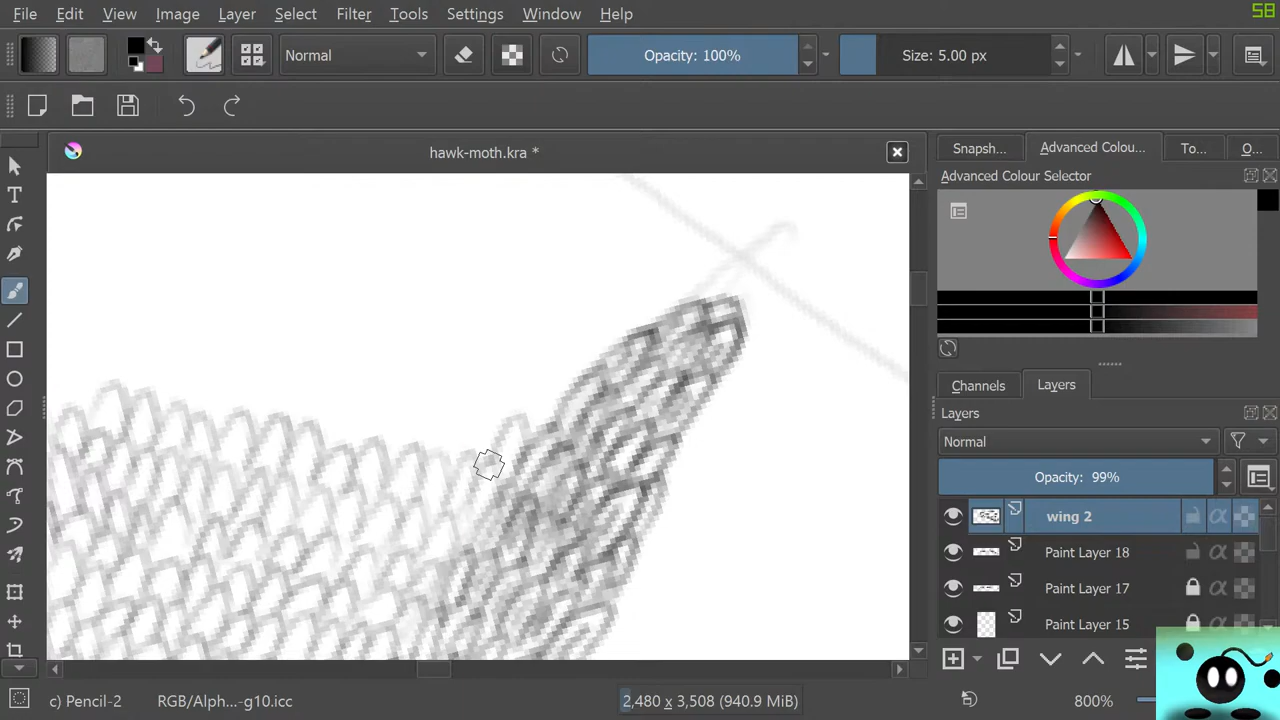 File Edit View Image Layer Select Filter Tools Settings Window Help
58
Normal
Opacity: 100%
Size: 5.00 px
hawk-moth.kra *
Snapsh... Advanced Colou... To... O...
Advanced Colour Selector
Channels Layers
Layers
Normal
Opacity: 99%
wing 2
Paint Layer 18
Paint Layer 17
Paint Layer 15
c) Pencil-2 RGB/Alph...-g10.icc 2,480 x 3,508 (940.9 MiB) 800%